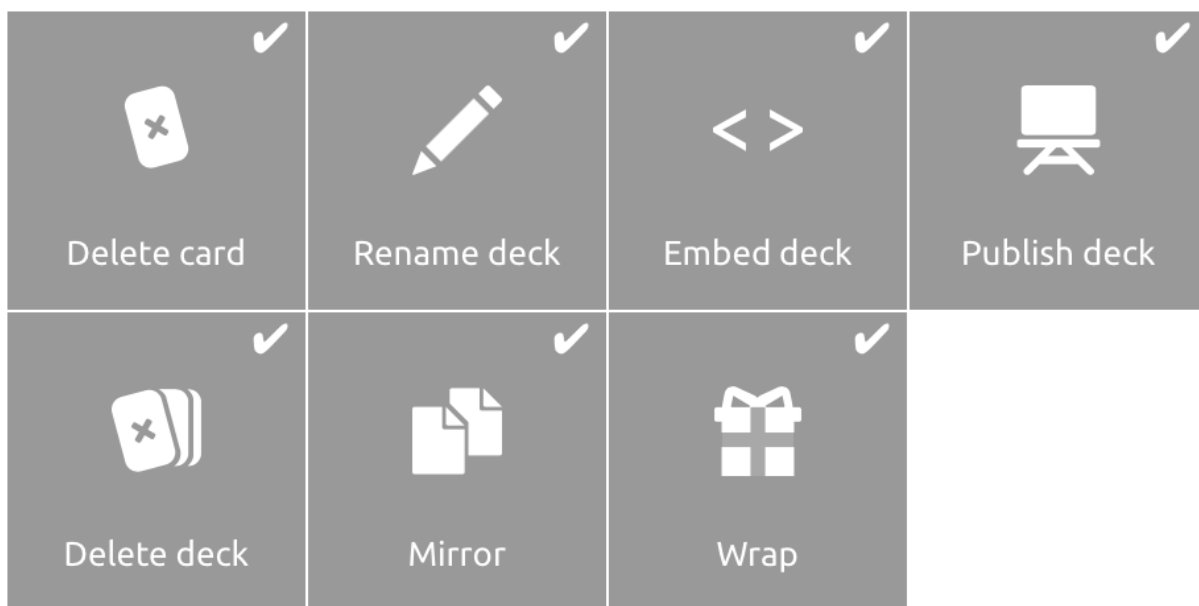 Delete card
Rename deck
< >
Embed deck
Publish deck
Delete deck
Mirror
Wrap